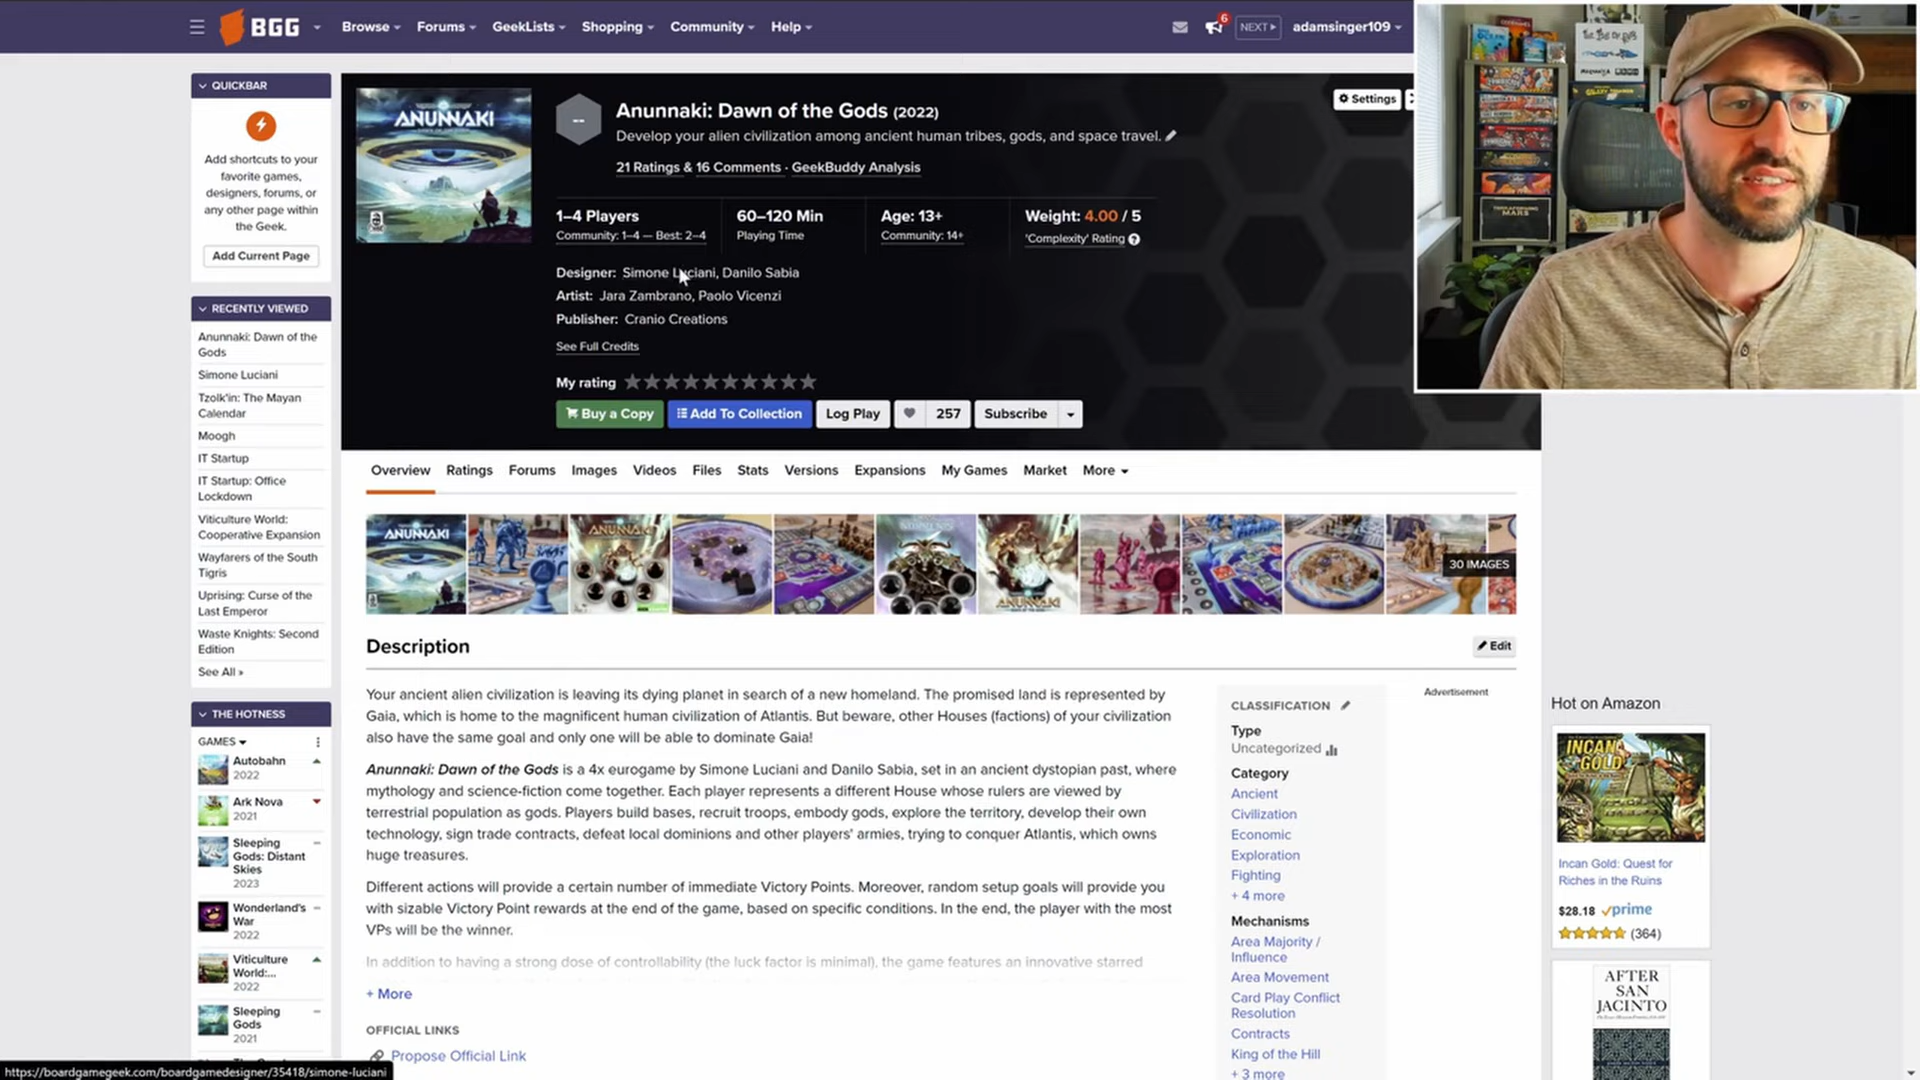 BGG
Browse
Forums
GeekLists
Shopping
Community
Help
6
NEXT
adamsinger109
QUICKBAR
Add shortcuts to your
favorite games,
designers, forums, or
any other page within
the Geek.
Add Current Page
RECENTLY VIEWED
Anunnaki: Dawn of the
Gods
Simone Luciani
Tzolk'in: The Mayan
Calendar
Moogh
IT Startup
IT Startup: Office
Lockdown
Viticulture World:
Cooperative Expansion
Wayfarers of the South
Tigris
Uprising: Curse of the
Last Emperor
Waste Knights: Second
Edition
See All »
THE HOTNESS
GAMES
Autobahn
2022
Ark Nova
2021
Sleeping
Gods: Distant
Skies
2023
Wonderland's
War
2022
Viticulture
World:...
2022
Sleeping
Gods
2021
ANUNNAKI
--
Anunnaki: Dawn of the Gods (2022)
Develop your alien civilization among ancient human tribes, gods, and space travel.
21 Ratings & 16 Comments · GeekBuddy Analysis
Settings
1–4 Players
Community: 1–4 — Best: 2–4
60–120 Min
Playing Time
Age: 13+
Community: 14+
Weight: 4.00 / 5
'Complexity' Rating
Designer: Simone Luciani, Danilo Sabia
Artist: Jara Zambrano, Paolo Vicenzi
Publisher: Cranio Creations
See Full Credits
My rating
Buy a Copy
Add To Collection
Log Play
257
Subscribe
Overview
Ratings
Forums
Images
Videos
Files
Stats
Versions
Expansions
My Games
Market
More
ANUNNAKI
ANUNNAKI
ANUNNAKI
30 IMAGES
Description
Edit
Your ancient alien civilization is leaving its dying planet in search of a new homeland. The promised land is represented by
Gaia, which is home to the magnificent human civilization of Atlantis. But beware, other Houses (factions) of your civilization
also have the same goal and only one will be able to dominate Gaia!
Anunnaki: Dawn of the Gods is a 4x eurogame by Simone Luciani and Danilo Sabia, set in an ancient dystopian past, where
mythology and science-fiction come together. Each player represents a different House whose rulers are viewed by
terrestrial population as gods. Players build bases, recruit troops, embody gods, explore the territory, develop their own
technology, sign trade contracts, defeat local dominions and other players' armies, trying to conquer Atlantis, which owns
huge treasures.
Different actions will provide a certain number of immediate Victory Points. Moreover, random setup goals will provide you
with sizable Victory Point rewards at the end of the game, based on specific conditions. In the end, the player with the most
VPs will be the winner.
In addition to having a strong dose of controllability (the luck factor is minimal), the game features an innovative starred
+ More
OFFICIAL LINKS
Propose Official Link
CLASSIFICATION
Type
Uncategorized
Category
Ancient
Civilization
Economic
Exploration
Fighting
+ 4 more
Mechanisms
Area Majority /
Influence
Area Movement
Card Play Conflict
Resolution
Contracts
King of the Hill
+ 3 more
Advertisement
Hot on Amazon
INCAN
GOLD
Incan Gold: Quest for
Riches in the Ruins
$28.18 prime
(364)
AFTER
SAN
JACINTO
TERRAFORMING
MARS
https://boardgamegeek.com/boardgamedesigner/35418/simone-luciani